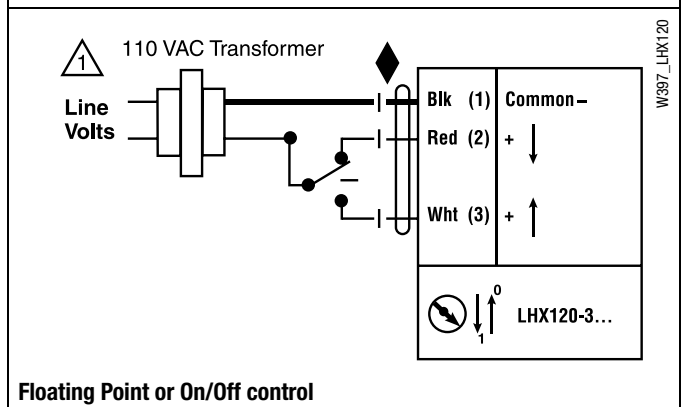 1 110 VAC Transformer
W397_LHX120
Line
Volts
Blk (1) Common –
Red (2) + ↓
Wht (3) + ↑
0
1
LHX120-3...
Floating Point or On/Off control